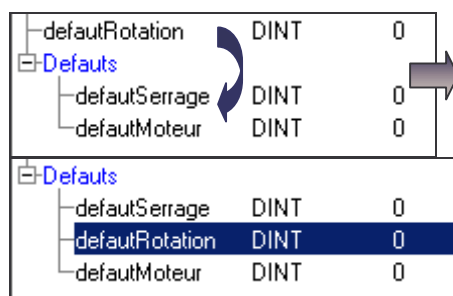 defautRotation DINT 0
Defauts
defautSerrage DINT 0
defautMoteur DINT 0
Defauts
defautSerrage DINT 0
defautRotation DINT 0
defautMoteur DINT 0